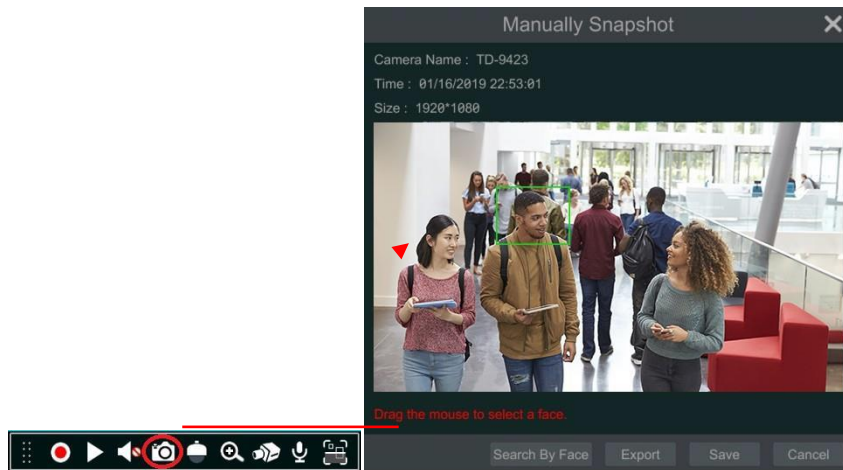 Manually Snapshot
Camera Name : TD-9423
Time : 01/16/2019 22:53:01
Size : 1920*1080
Drag the mouse to select a face.
Search By Face Export Save Cancel